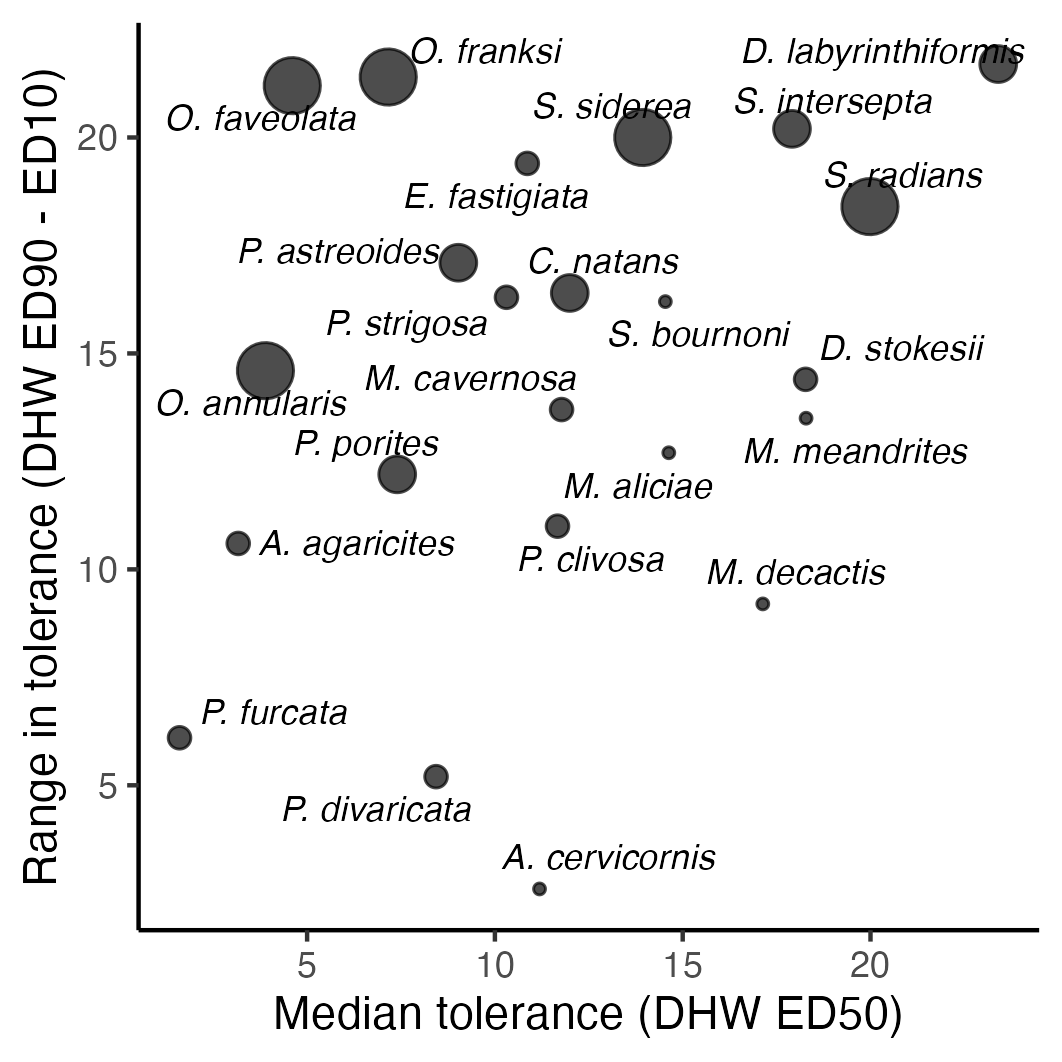 O. franksi
D. labyrinthiformis
O. faveolata
S. siderea
S. intersepta
E. fastigiata
S. radians
P. astreoides
C. natans
P. strigosa
S. bournoni
D. stokesii
M. cavernosa
O. annularis
P. porites
M. meandrites
M. aliciae
A. agaricites
P. clivosa
M. decactis
P. furcata
P. divaricata
A. cervicornis
20
15
10
5
5
10
15
20
Range in tolerance (DHW ED90 - ED10)
Median tolerance (DHW ED50)